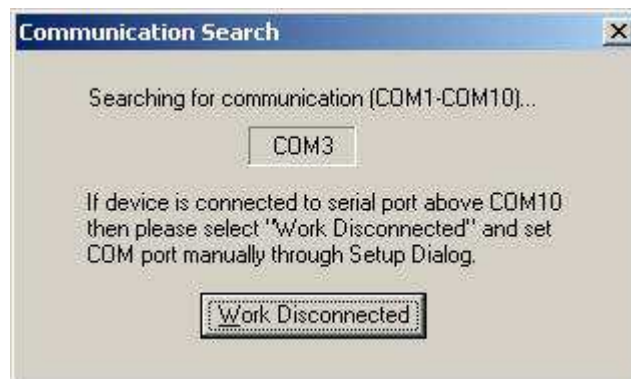 Communication Search
Searching for communication (COM1-COM10)...
COM3
If device is connected to serial port above COM10
then please select "Work Disconnected" and set
COM port manually through Setup Dialog.
Work Disconnected